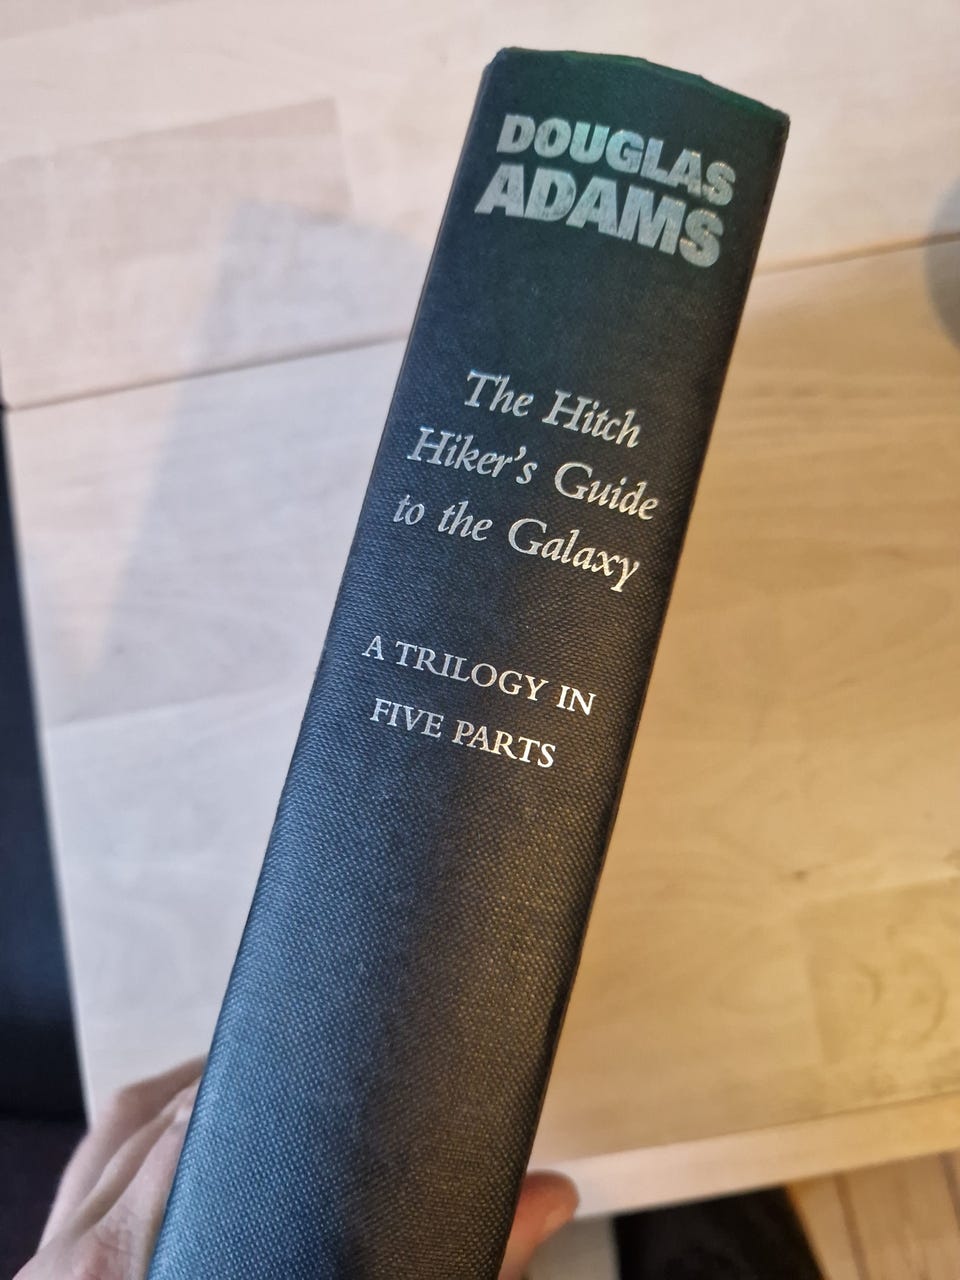 DOUGLAS
ADAMS
The Hitch
Hiker's Guide
to the Galaxy
A TRILOGY IN
FIVE PARTS